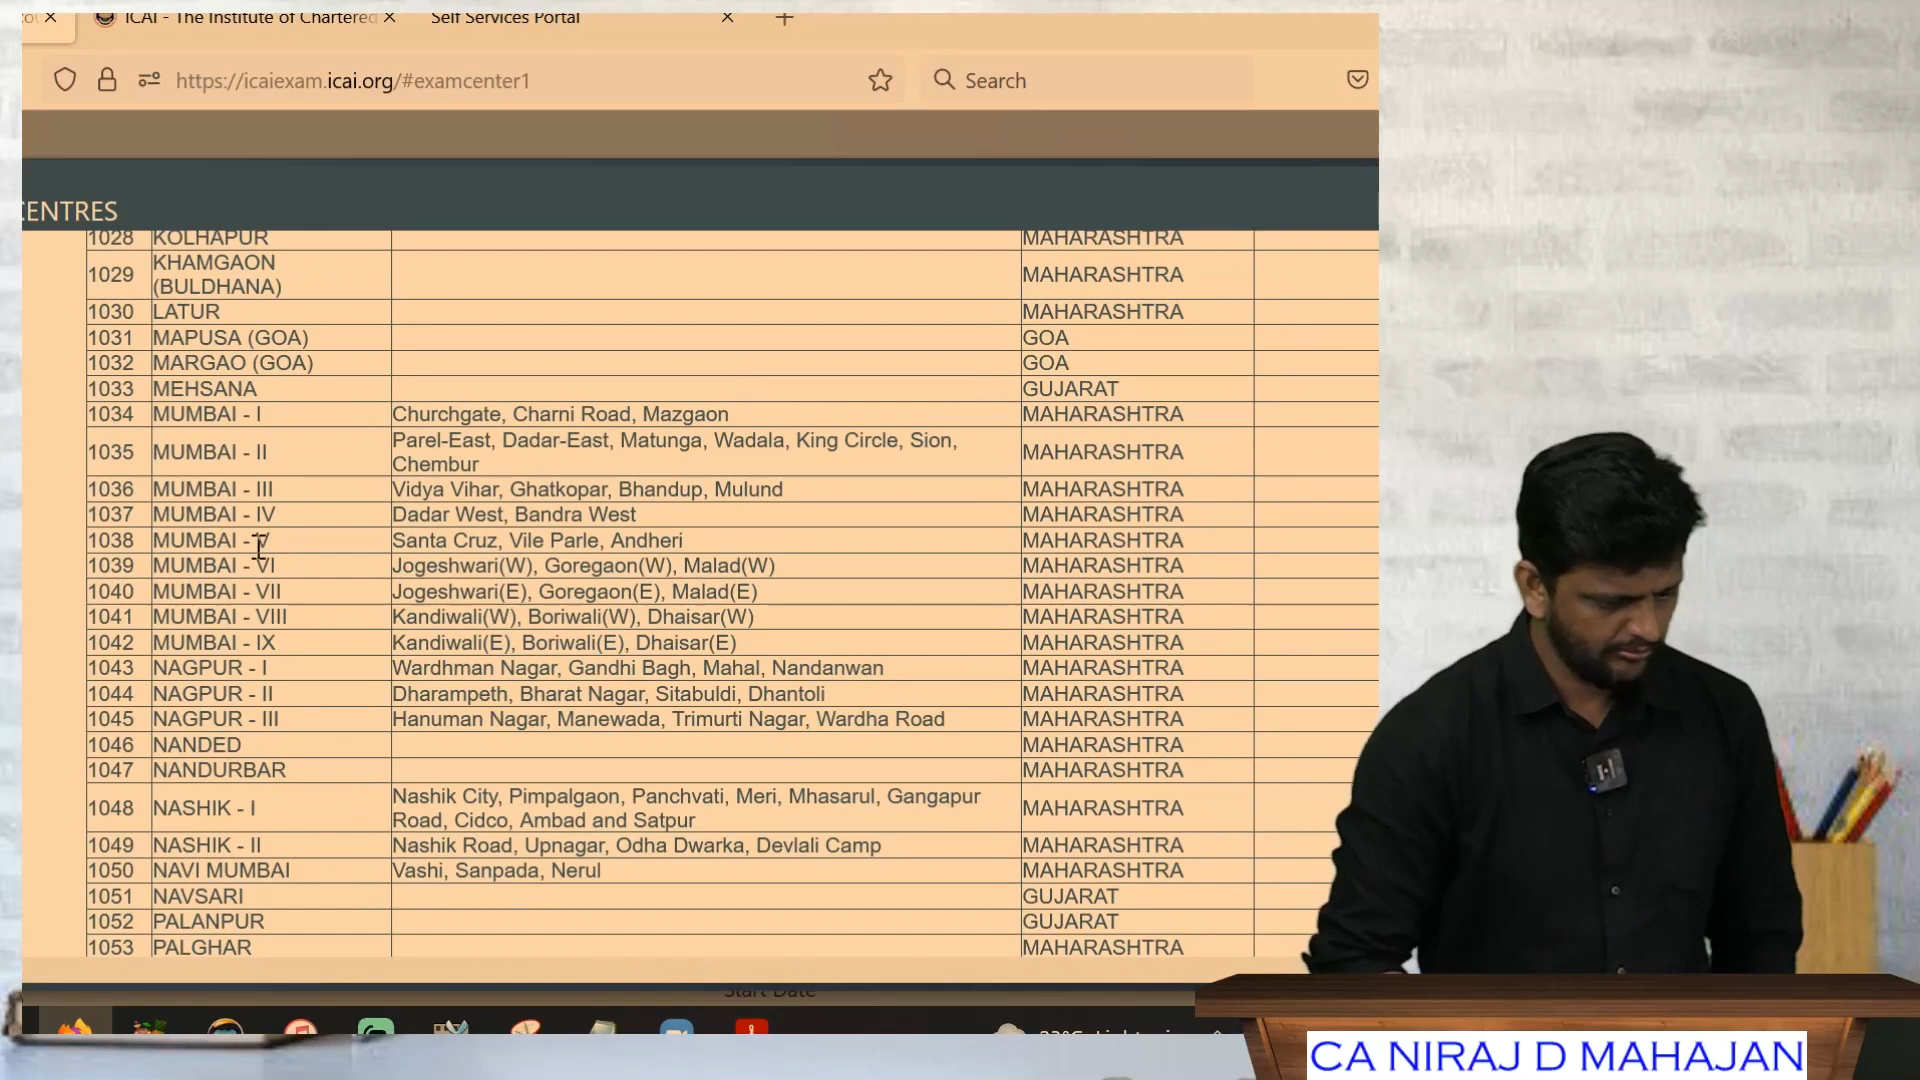 ICAI - The Institute of Chartered
Self Services Portal
https://icaiexam.icai.org/#examcenter1
Search
CENTRES
1028 KOLHAPUR MAHARASHTRA
1029 KHAMGAON (BULDHANA) MAHARASHTRA
1030 LATUR MAHARASHTRA
1031 MAPUSA (GOA) GOA
1032 MARGAO (GOA) GOA
1033 MEHSANA GUJARAT
1034 MUMBAI - I Churchgate, Charni Road, Mazgaon MAHARASHTRA
1035 MUMBAI - II Parel-East, Dadar-East, Matunga, Wadala, King Circle, Sion, Chembur MAHARASHTRA
1036 MUMBAI - III Vidya Vihar, Ghatkopar, Bhandup, Mulund MAHARASHTRA
1037 MUMBAI - IV Dadar West, Bandra West MAHARASHTRA
1038 MUMBAI - V Santa Cruz, Vile Parle, Andheri MAHARASHTRA
1039 MUMBAI - VI Jogeshwari(W), Goregaon(W), Malad(W) MAHARASHTRA
1040 MUMBAI - VII Jogeshwari(E), Goregaon(E), Malad(E) MAHARASHTRA
1041 MUMBAI - VIII Kandiwali(W), Boriwali(W), Dhaisar(W) MAHARASHTRA
1042 MUMBAI - IX Kandiwali(E), Boriwali(E), Dhaisar(E) MAHARASHTRA
1043 NAGPUR - I Wardhman Nagar, Gandhi Bagh, Mahal, Nandanwan MAHARASHTRA
1044 NAGPUR - II Dharampeth, Bharat Nagar, Sitabuldi, Dhantoli MAHARASHTRA
1045 NAGPUR - III Hanuman Nagar, Manewada, Trimurti Nagar, Wardha Road MAHARASHTRA
1046 NANDED MAHARASHTRA
1047 NANDURBAR MAHARASHTRA
1048 NASHIK - I Nashik City, Pimpalgaon, Panchvati, Meri, Mhasarul, Gangapur Road, Cidco, Ambad and Satpur MAHARASHTRA
1049 NASHIK - II Nashik Road, Upnagar, Odha Dwarka, Devlali Camp MAHARASHTRA
1050 NAVI MUMBAI Vashi, Sanpada, Nerul MAHARASHTRA
1051 NAVSARI GUJARAT
1052 PALANPUR GUJARAT
1053 PALGHAR MAHARASHTRA
Start Date
CA NIRAJ D MAHAJAN